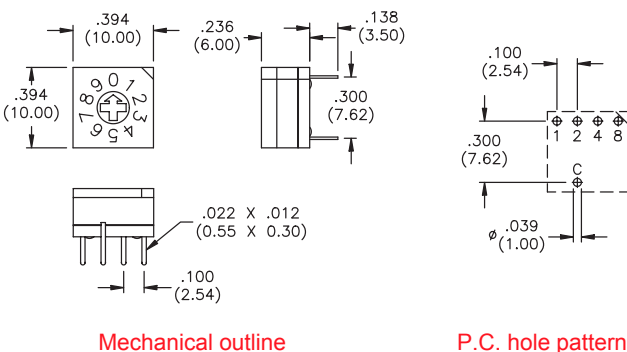 .394
(10.00)
.236
(6.00)
.138
(3.50)
.394
(10.00)
0 1 2 3 4 5 6 7 8 9
.300
(7.62)
.100
(2.54)
.300
(7.62)
1 2 4 8
C
ø .039
(1.00)
.022 X .012
(0.55 X 0.30)
.100
(2.54)
Mechanical outline
P.C. hole pattern